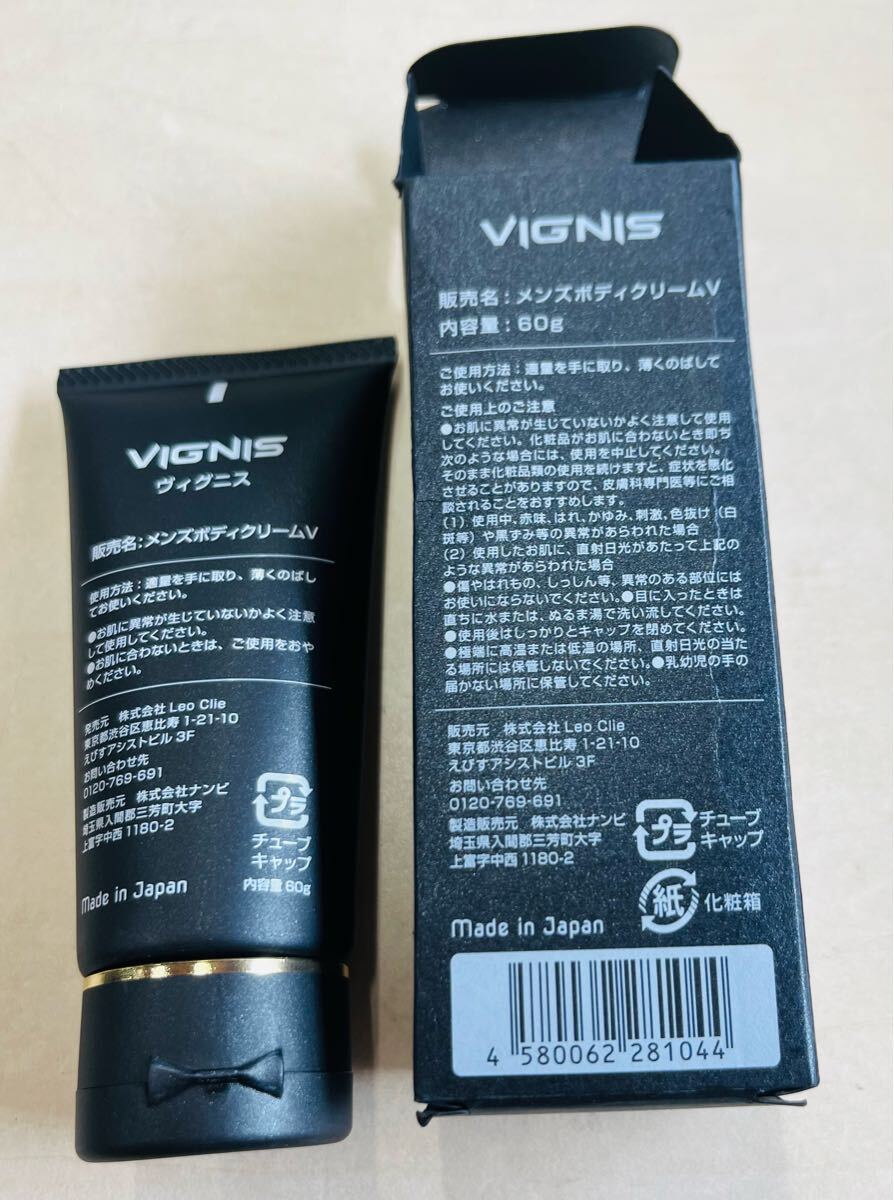 VIGNIS
ヴィグニス
販売名:メンズボディクリームV
使用方法:適量を手に取り、薄くのばし
てお使いください。
●お肌に異常が生じていないかよく注意
して使用してください。
●お肌に合わないときは、ご使用をおや
めください。
発売元 株式会社 Leo Clie
東京都渋谷区恵比寿 1-21-10
えびすアシストビル 3F
お問い合わせ先
0120-769-691
製造販売元 株式会社ナンビ
埼玉県入間郡三芳町大字
上富字中西 1180-2
プラ
チューブ
キャップ
Made in Japan
内容量 60g
VIGNIS
販売名:メンズボディクリームV
内容量:60g
ご使用方法:適量を手に取り、薄くのばして
お使いください。
ご使用上のご注意
●お肌に異常が生じていないかよく注意して使用
してください。化粧品がお肌に合わないとき即ち
次のような場合には、使用を中止してください。
そのまま化粧品類の使用を続けますと、症状を悪化
させることがありますので、皮膚科専門医等にご相
談されることをおすすめします。
(1) 使用中、赤味、はれ、かゆみ、刺激、色抜け(白
斑等)や黒ずみ等の異常があらわれた場合
(2) 使用したお肌に、直射日光があたって上記の
ような異常があらわれた場合
●傷やはれもの、しっしん等、異常のある部位には
お使いにならないでください。●目に入ったときは
直ちに水または、ぬるま湯で洗い流してください。
●使用後はしっかりとキャップを閉めてください。
●極端に高温または低温の場所、直射日光の当た
る場所には保管しないでください。●乳幼児の手の
届かない場所に保管してください。
販売元 株式会社 Leo Clie
東京都渋谷区恵比寿 1-21-10
えびすアシストビル 3F
お問い合わせ先
0120-769-691
製造販売元 株式会社ナンビ
埼玉県入間郡三芳町大字
上富字中西 1180-2
プラ
チューブ
キャップ
紙
化粧箱
Made in Japan
4 580062 281044